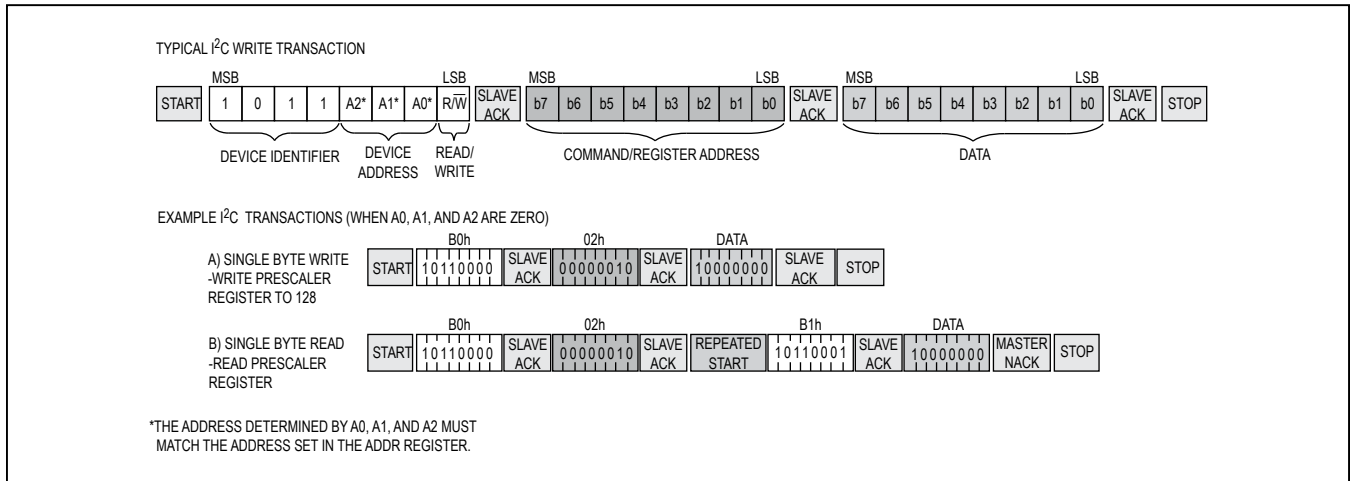 TYPICAL I2C WRITE TRANSACTION
MSB LSB MSB LSB MSB LSB
START 1 0 1 1 A2* A1* A0* R/W̅ SLAVE ACK b7 b6 b5 b4 b3 b2 b1 b0 SLAVE ACK b7 b6 b5 b4 b3 b2 b1 b0 SLAVE ACK STOP
DEVICE IDENTIFIER DEVICE ADDRESS READ/WRITE COMMAND/REGISTER ADDRESS DATA
EXAMPLE I2C TRANSACTIONS (WHEN A0, A1, AND A2 ARE ZERO)
B0h 02h DATA
A) SINGLE BYTE WRITE
-WRITE PRESCALER
REGISTER TO 128
START 10110000 SLAVE ACK 00000010 SLAVE ACK 10000000 SLAVE ACK STOP
B0h 02h B1h DATA
B) SINGLE BYTE READ
-READ PRESCALER
REGISTER
START 10110000 SLAVE ACK 00000010 SLAVE ACK REPEATED START 10110001 SLAVE ACK 10000000 MASTER NACK STOP
*THE ADDRESS DETERMINED BY A0, A1, AND A2 MUST
MATCH THE ADDRESS SET IN THE ADDR REGISTER.